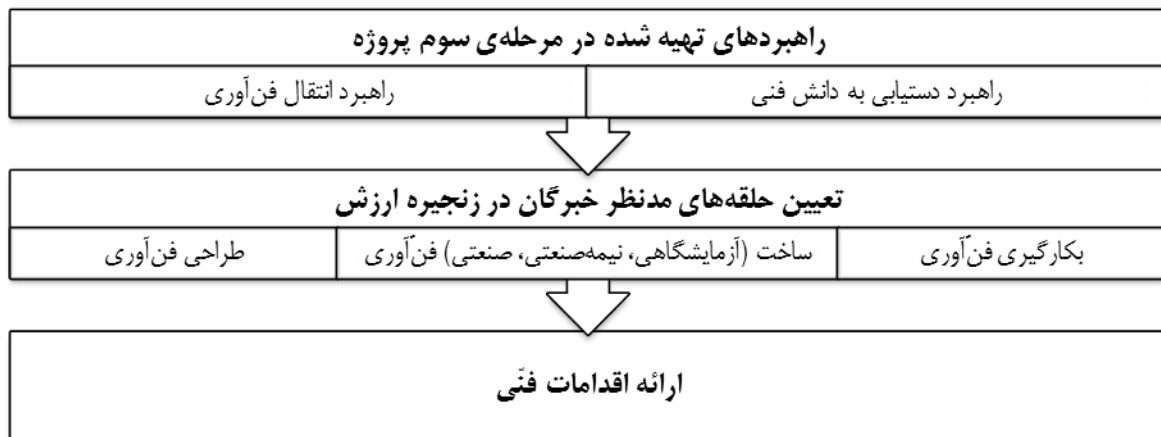 راهبردهای تهیه شده در مرحله‌ی سوم پروژه
راهبرد دستیابی به دانش فنی
راهبرد انتقال فن‌آوری
تعیین حلقه‌های مدنظر خبرگان در زنجیره ارزش
بکارگیری فن‌آوری
ساخت (آزمایشگاهی، نیمه‌صنعتی، صنعتی) فن‌آوری
طراحی فن‌آوری
ارائه اقدامات فنّی